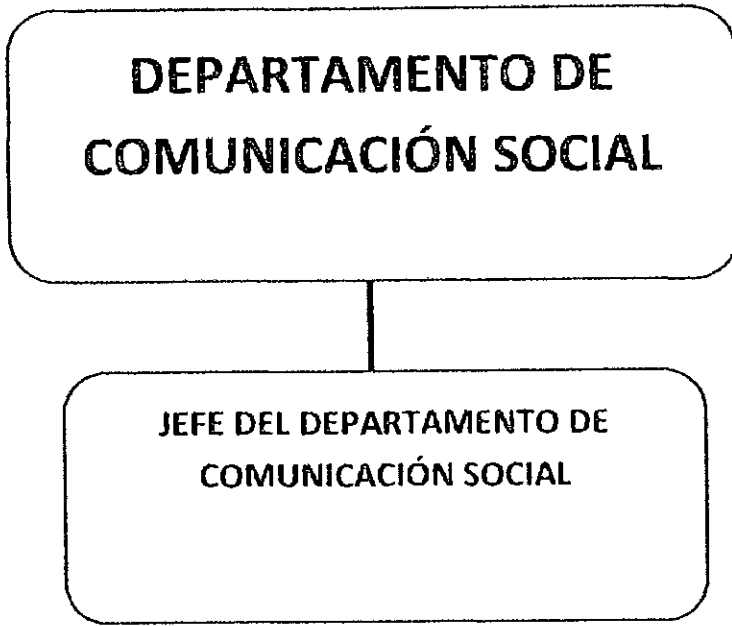 DEPARTAMENTO DE
COMUNICACIÓN SOCIAL
JEFE DEL DEPARTAMENTO DE
COMUNICACIÓN SOCIAL